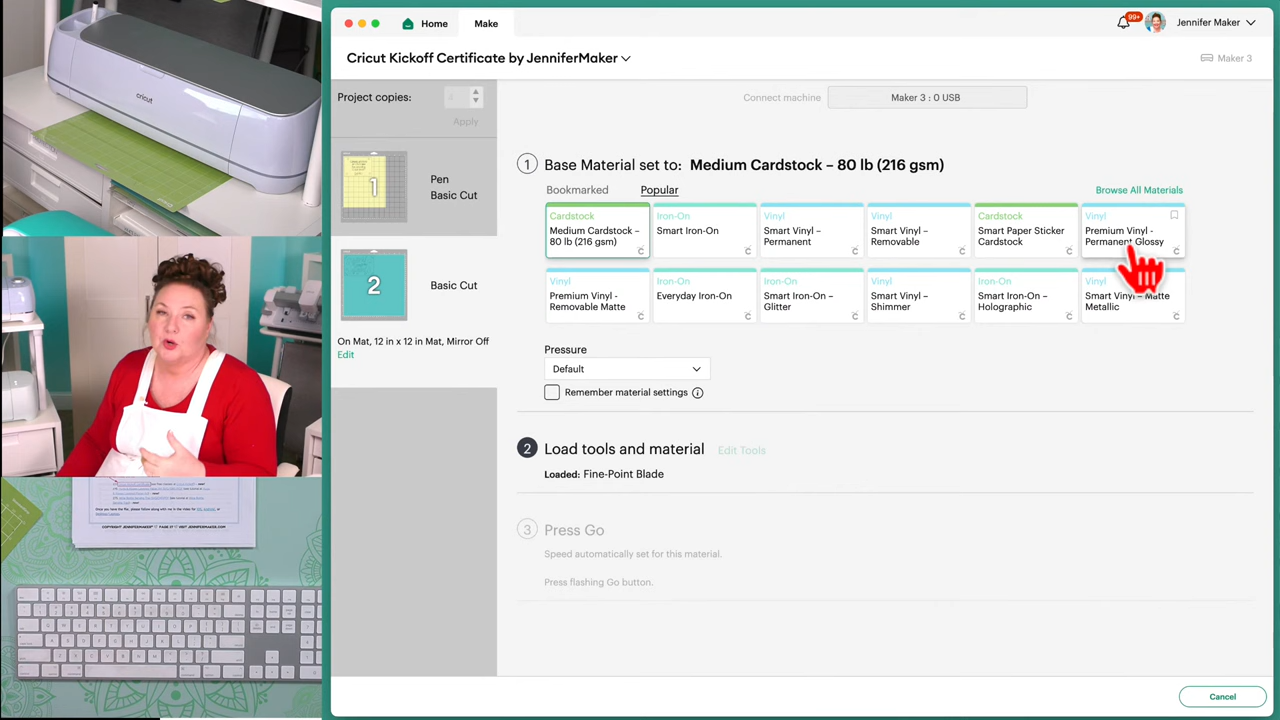 cricut
COPYRIGHT JENNIFERMAKER
VISIT JENNIFERMAKER.COM
Home
Make
99+
Jennifer Maker
Cricut Kickoff Certificate by JenniferMaker
Maker 3
Project copies:
Apply
Connect machine
Maker 3 : 0 USB
1
Pen
Basic Cut
2
Basic Cut
On Mat, 12 in x 12 in Mat, Mirror Off
Edit
1
Base Material set to: Medium Cardstock – 80 lb (216 gsm)
Bookmarked
Popular
Browse All Materials
Cardstock
Medium Cardstock –
80 lb (216 gsm)
Iron-On
Smart Iron-On
Vinyl
Smart Vinyl –
Permanent
Vinyl
Smart Vinyl –
Removable
Cardstock
Smart Paper Sticker
Cardstock
Vinyl
Premium Vinyl -
Permanent Glossy
Vinyl
Premium Vinyl -
Removable Matte
Iron-On
Everyday Iron-On
Iron-On
Smart Iron-On –
Glitter
Vinyl
Smart Vinyl –
Shimmer
Iron-On
Smart Iron-On –
Holographic
Vinyl
Smart Vinyl – Matte
Metallic
Pressure
Default
Remember material settings
2
Load tools and material
Edit Tools
Loaded: Fine-Point Blade
3
Press Go
Speed automatically set for this material.
Press flashing Go button.
Cancel